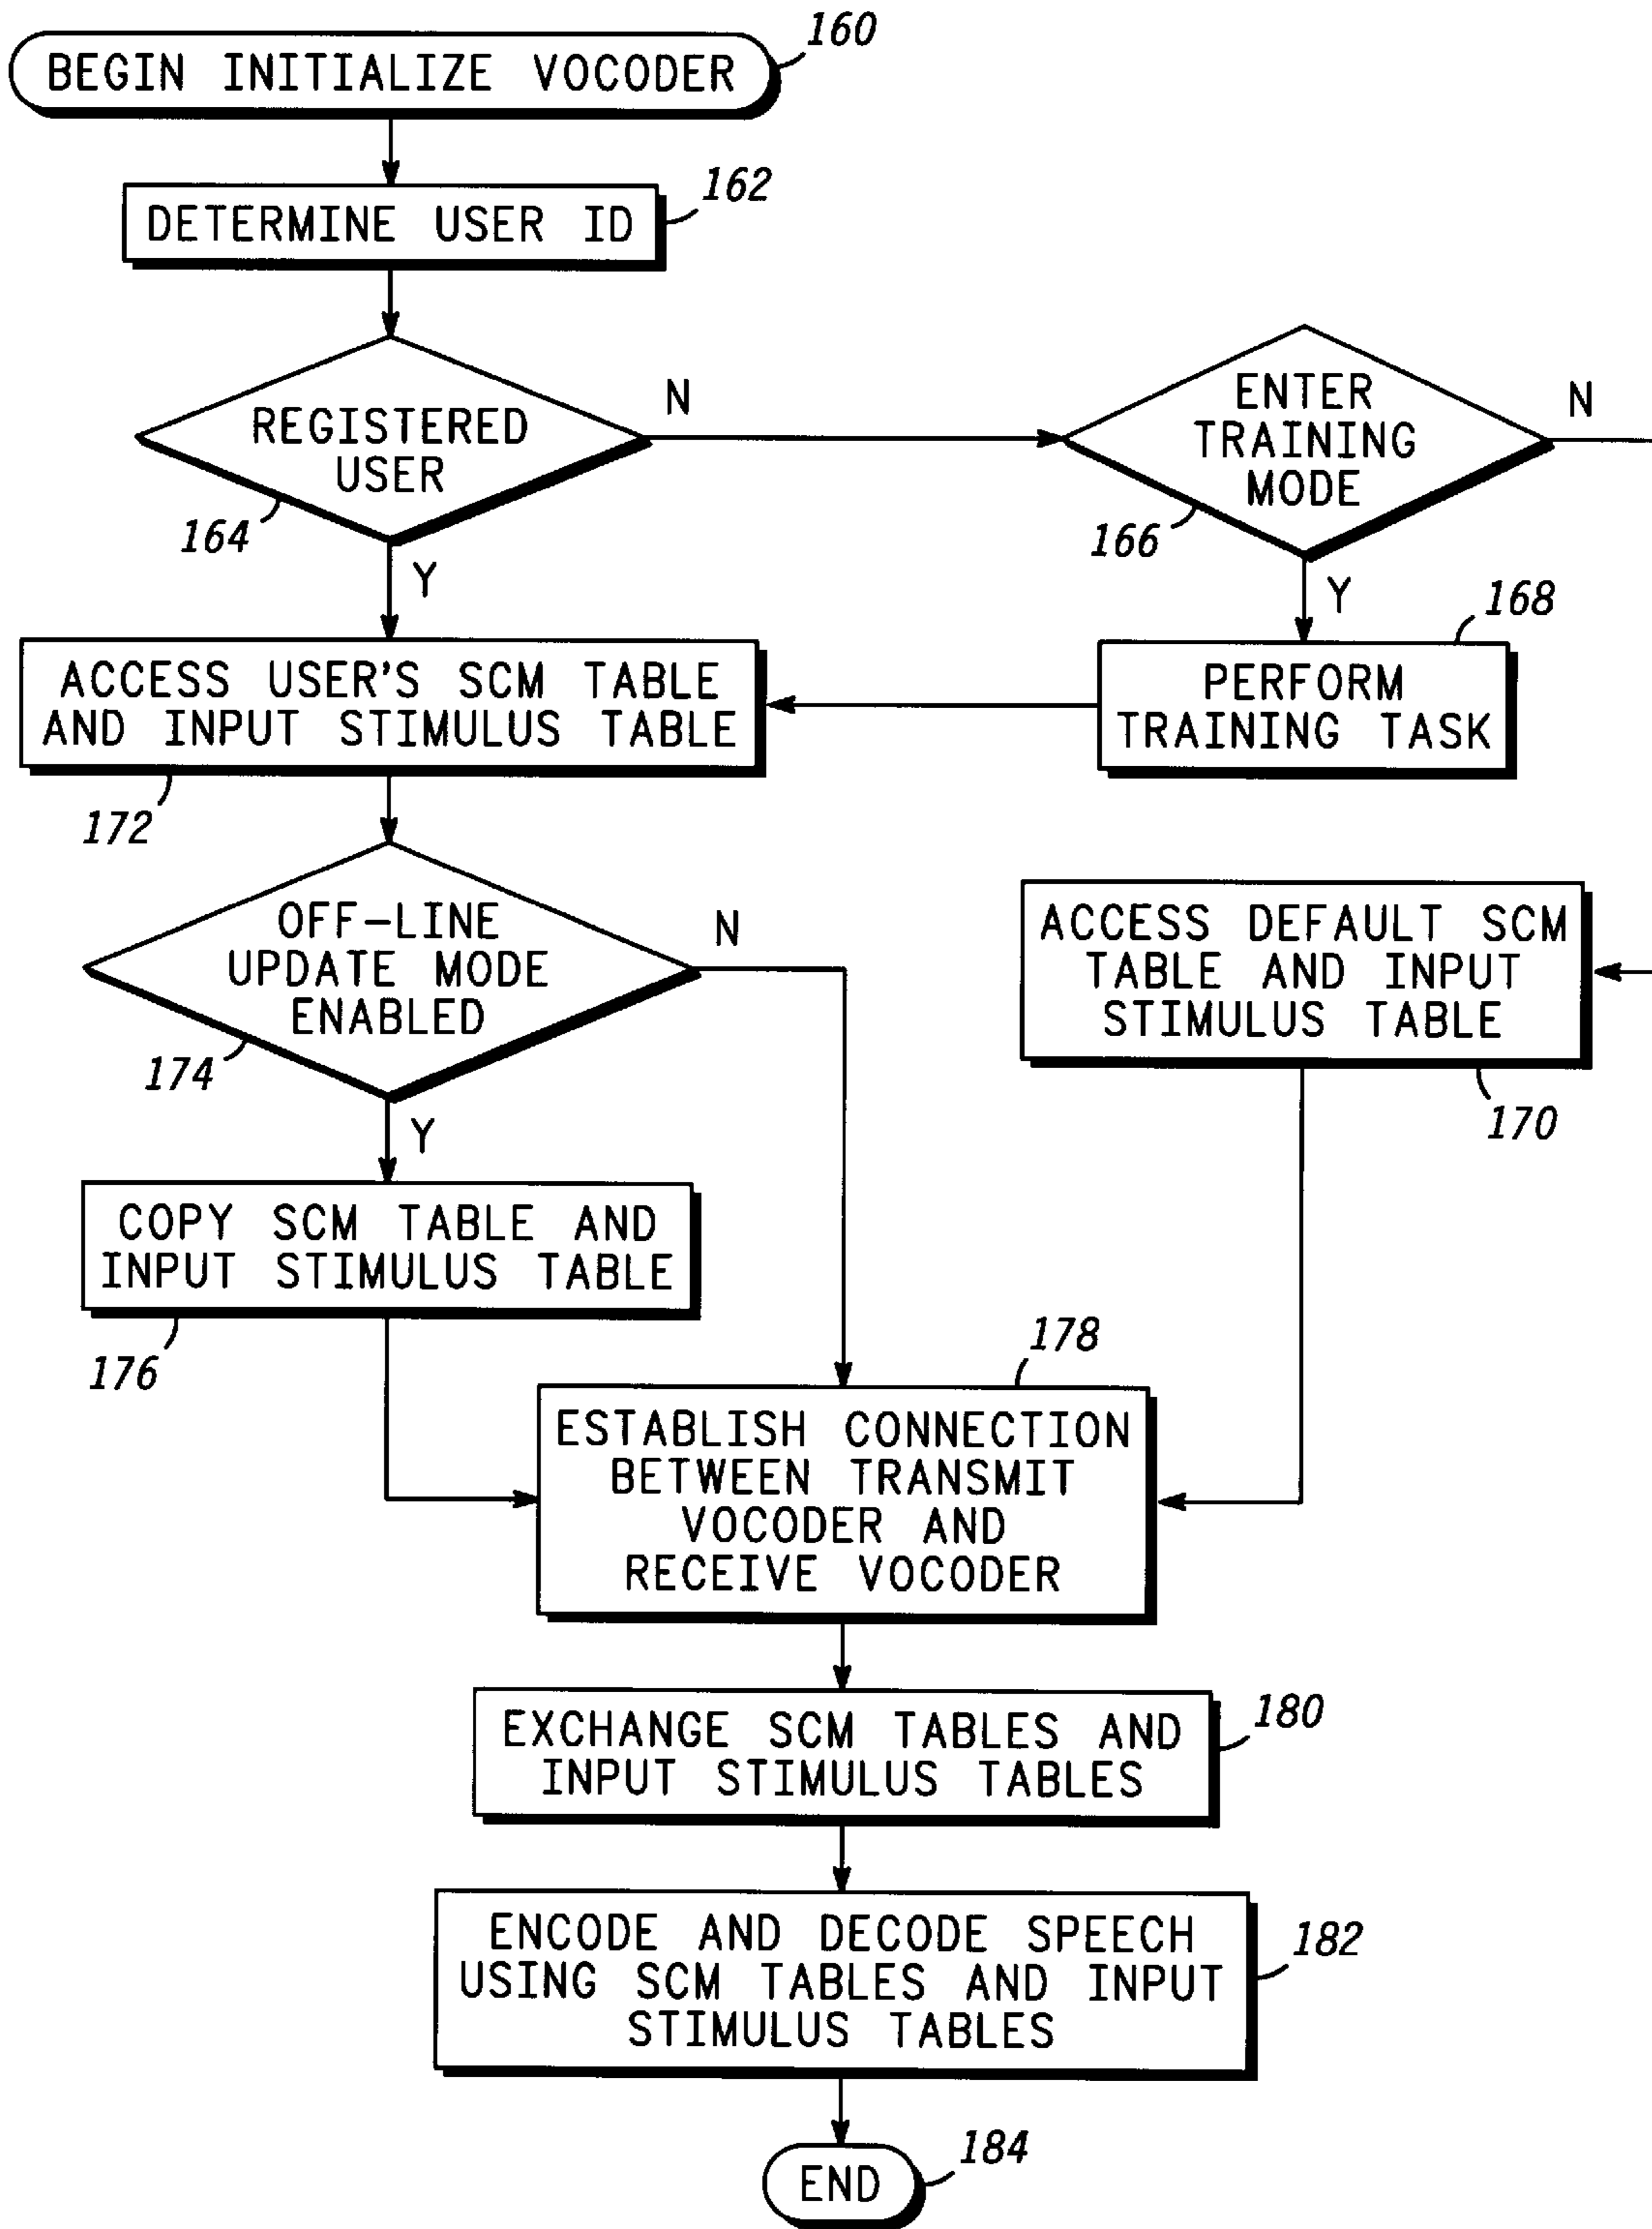 BEGIN INITIALIZE VOCODER
160
DETERMINE USER ID
162
REGISTERED
USER
164
N
Y
ENTER
TRAINING
MODE
166
N
Y
PERFORM
TRAINING TASK
168
ACCESS USER'S SCM TABLE
AND INPUT STIMULUS TABLE
172
OFF-LINE
UPDATE MODE
ENABLED
174
N
Y
ACCESS DEFAULT SCM
TABLE AND INPUT
STIMULUS TABLE
170
COPY SCM TABLE AND
INPUT STIMULUS TABLE
176
178
ESTABLISH CONNECTION
BETWEEN TRANSMIT
VOCODER AND
RECEIVE VOCODER
EXCHANGE SCM TABLES AND
INPUT STIMULUS TABLES
180
ENCODE AND DECODE SPEECH
USING SCM TABLES AND INPUT
STIMULUS TABLES
182
END
184